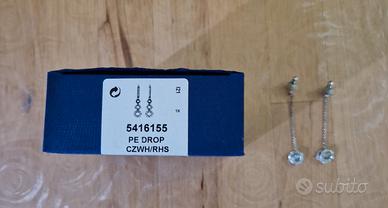 5416155
PE DROP
CZWH/RHS
subito